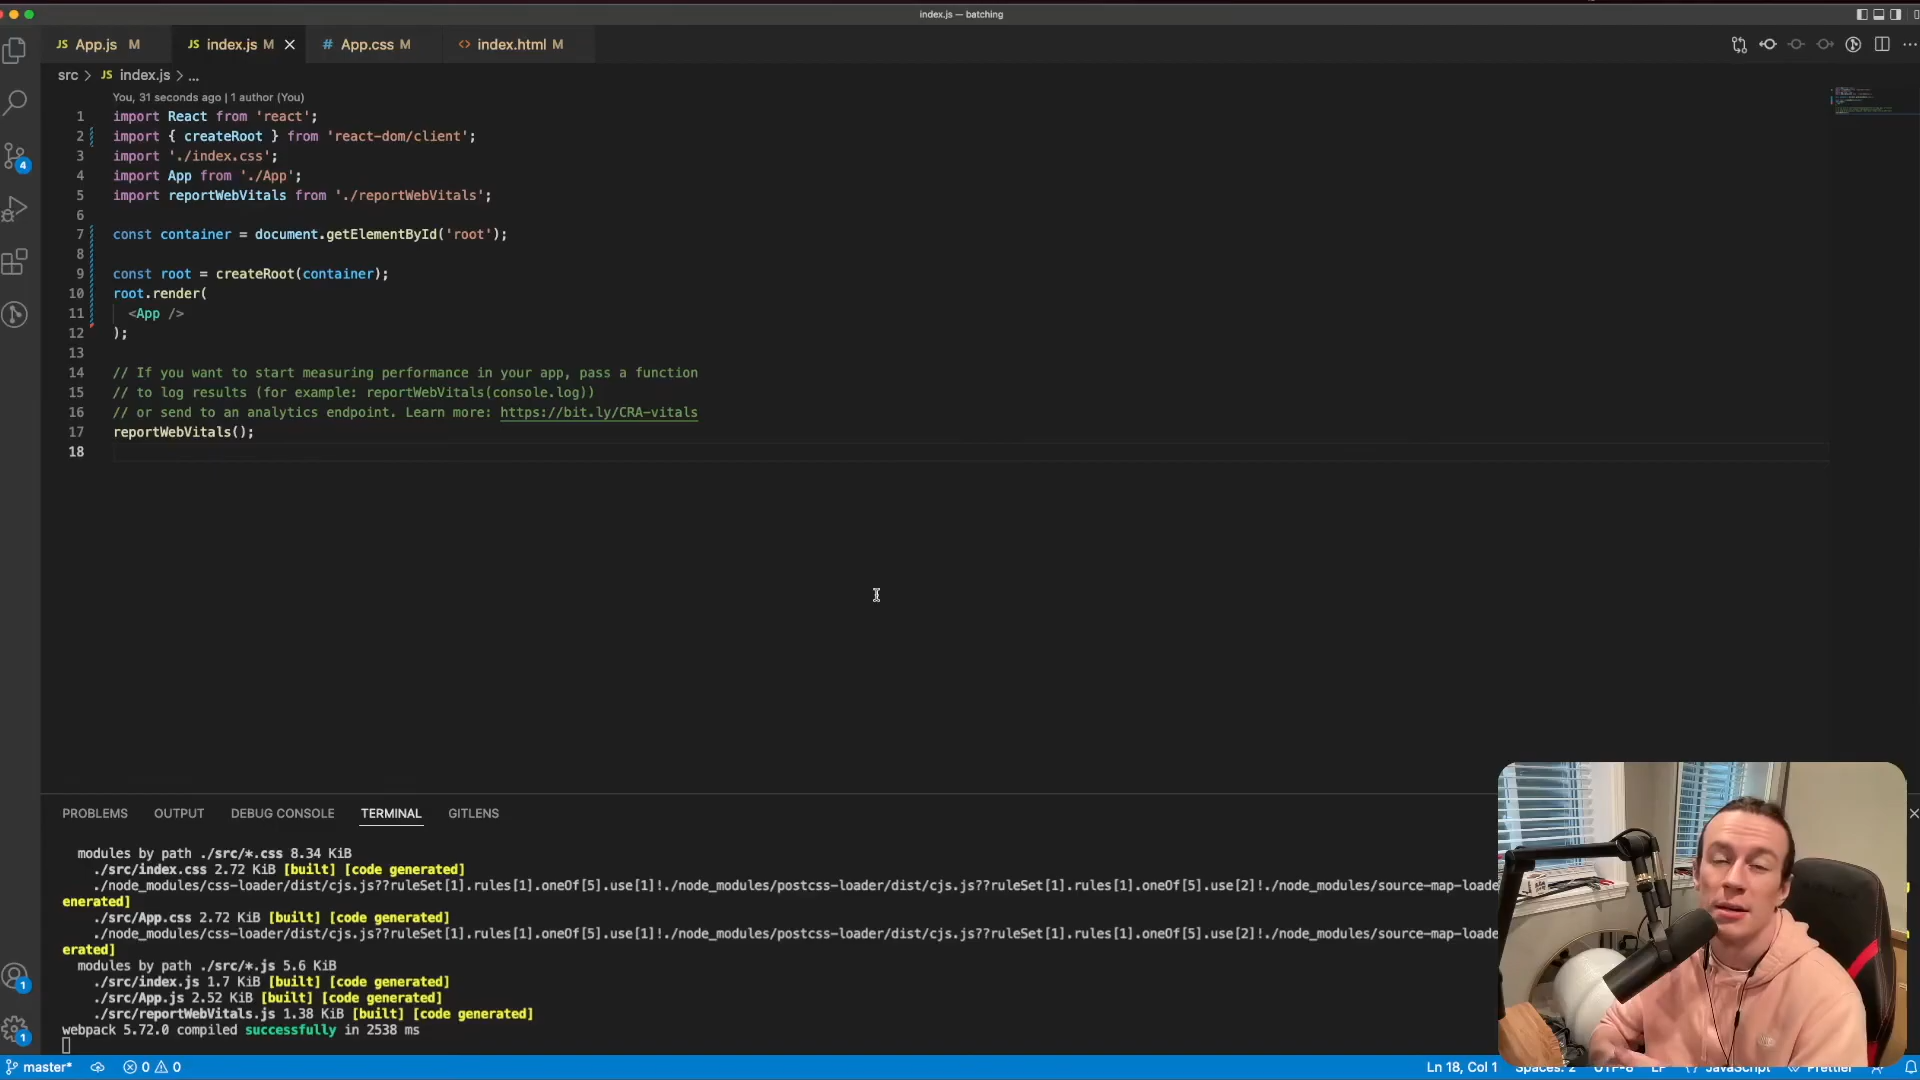 index.js — batching
JS App.js M
JS index.js M
# App.css M
<> index.html M
src > JS index.js > ...
You, 31 seconds ago | 1 author (You)
1 import React from 'react';
2 import { createRoot } from 'react-dom/client';
3 import './index.css';
4 import App from './App';
5 import reportWebVitals from './reportWebVitals';
6
7 const container = document.getElementById('root');
8
9 const root = createRoot(container);
10 root.render(
11 <App />
12 );
13
14 // If you want to start measuring performance in your app, pass a function
15 // to log results (for example: reportWebVitals(console.log))
16 // or send to an analytics endpoint. Learn more: https://bit.ly/CRA-vitals
17 reportWebVitals();
18
4
PROBLEMS OUTPUT DEBUG CONSOLE TERMINAL GITLENS
modules by path ./src/*.css 8.34 KiB
./src/index.css 2.72 KiB [built] [code generated]
./node_modules/css-loader/dist/cjs.js??ruleSet[1].rules[1].oneOf[5].use[1]!./node_modules/postcss-loader/dist/cjs.js??ruleSet[1].rules[1].oneOf[5].use[2]!./node_modules/source-map-loade
enerated]
./src/App.css 2.72 KiB [built] [code generated]
./node_modules/css-loader/dist/cjs.js??ruleSet[1].rules[1].oneOf[5].use[1]!./node_modules/postcss-loader/dist/cjs.js??ruleSet[1].rules[1].oneOf[5].use[2]!./node_modules/source-map-loade
erated]
modules by path ./src/*.js 5.6 KiB
./src/index.js 1.7 KiB [built] [code generated]
./src/App.js 2.52 KiB [built] [code generated]
./src/reportWebVitals.js 1.38 KiB [built] [code generated]
webpack 5.72.0 compiled successfully in 2538 ms
1
1
master* 0 0 Ln 18, Col 1 Spaces: 2 UTF-8 LF JavaScript Prettier